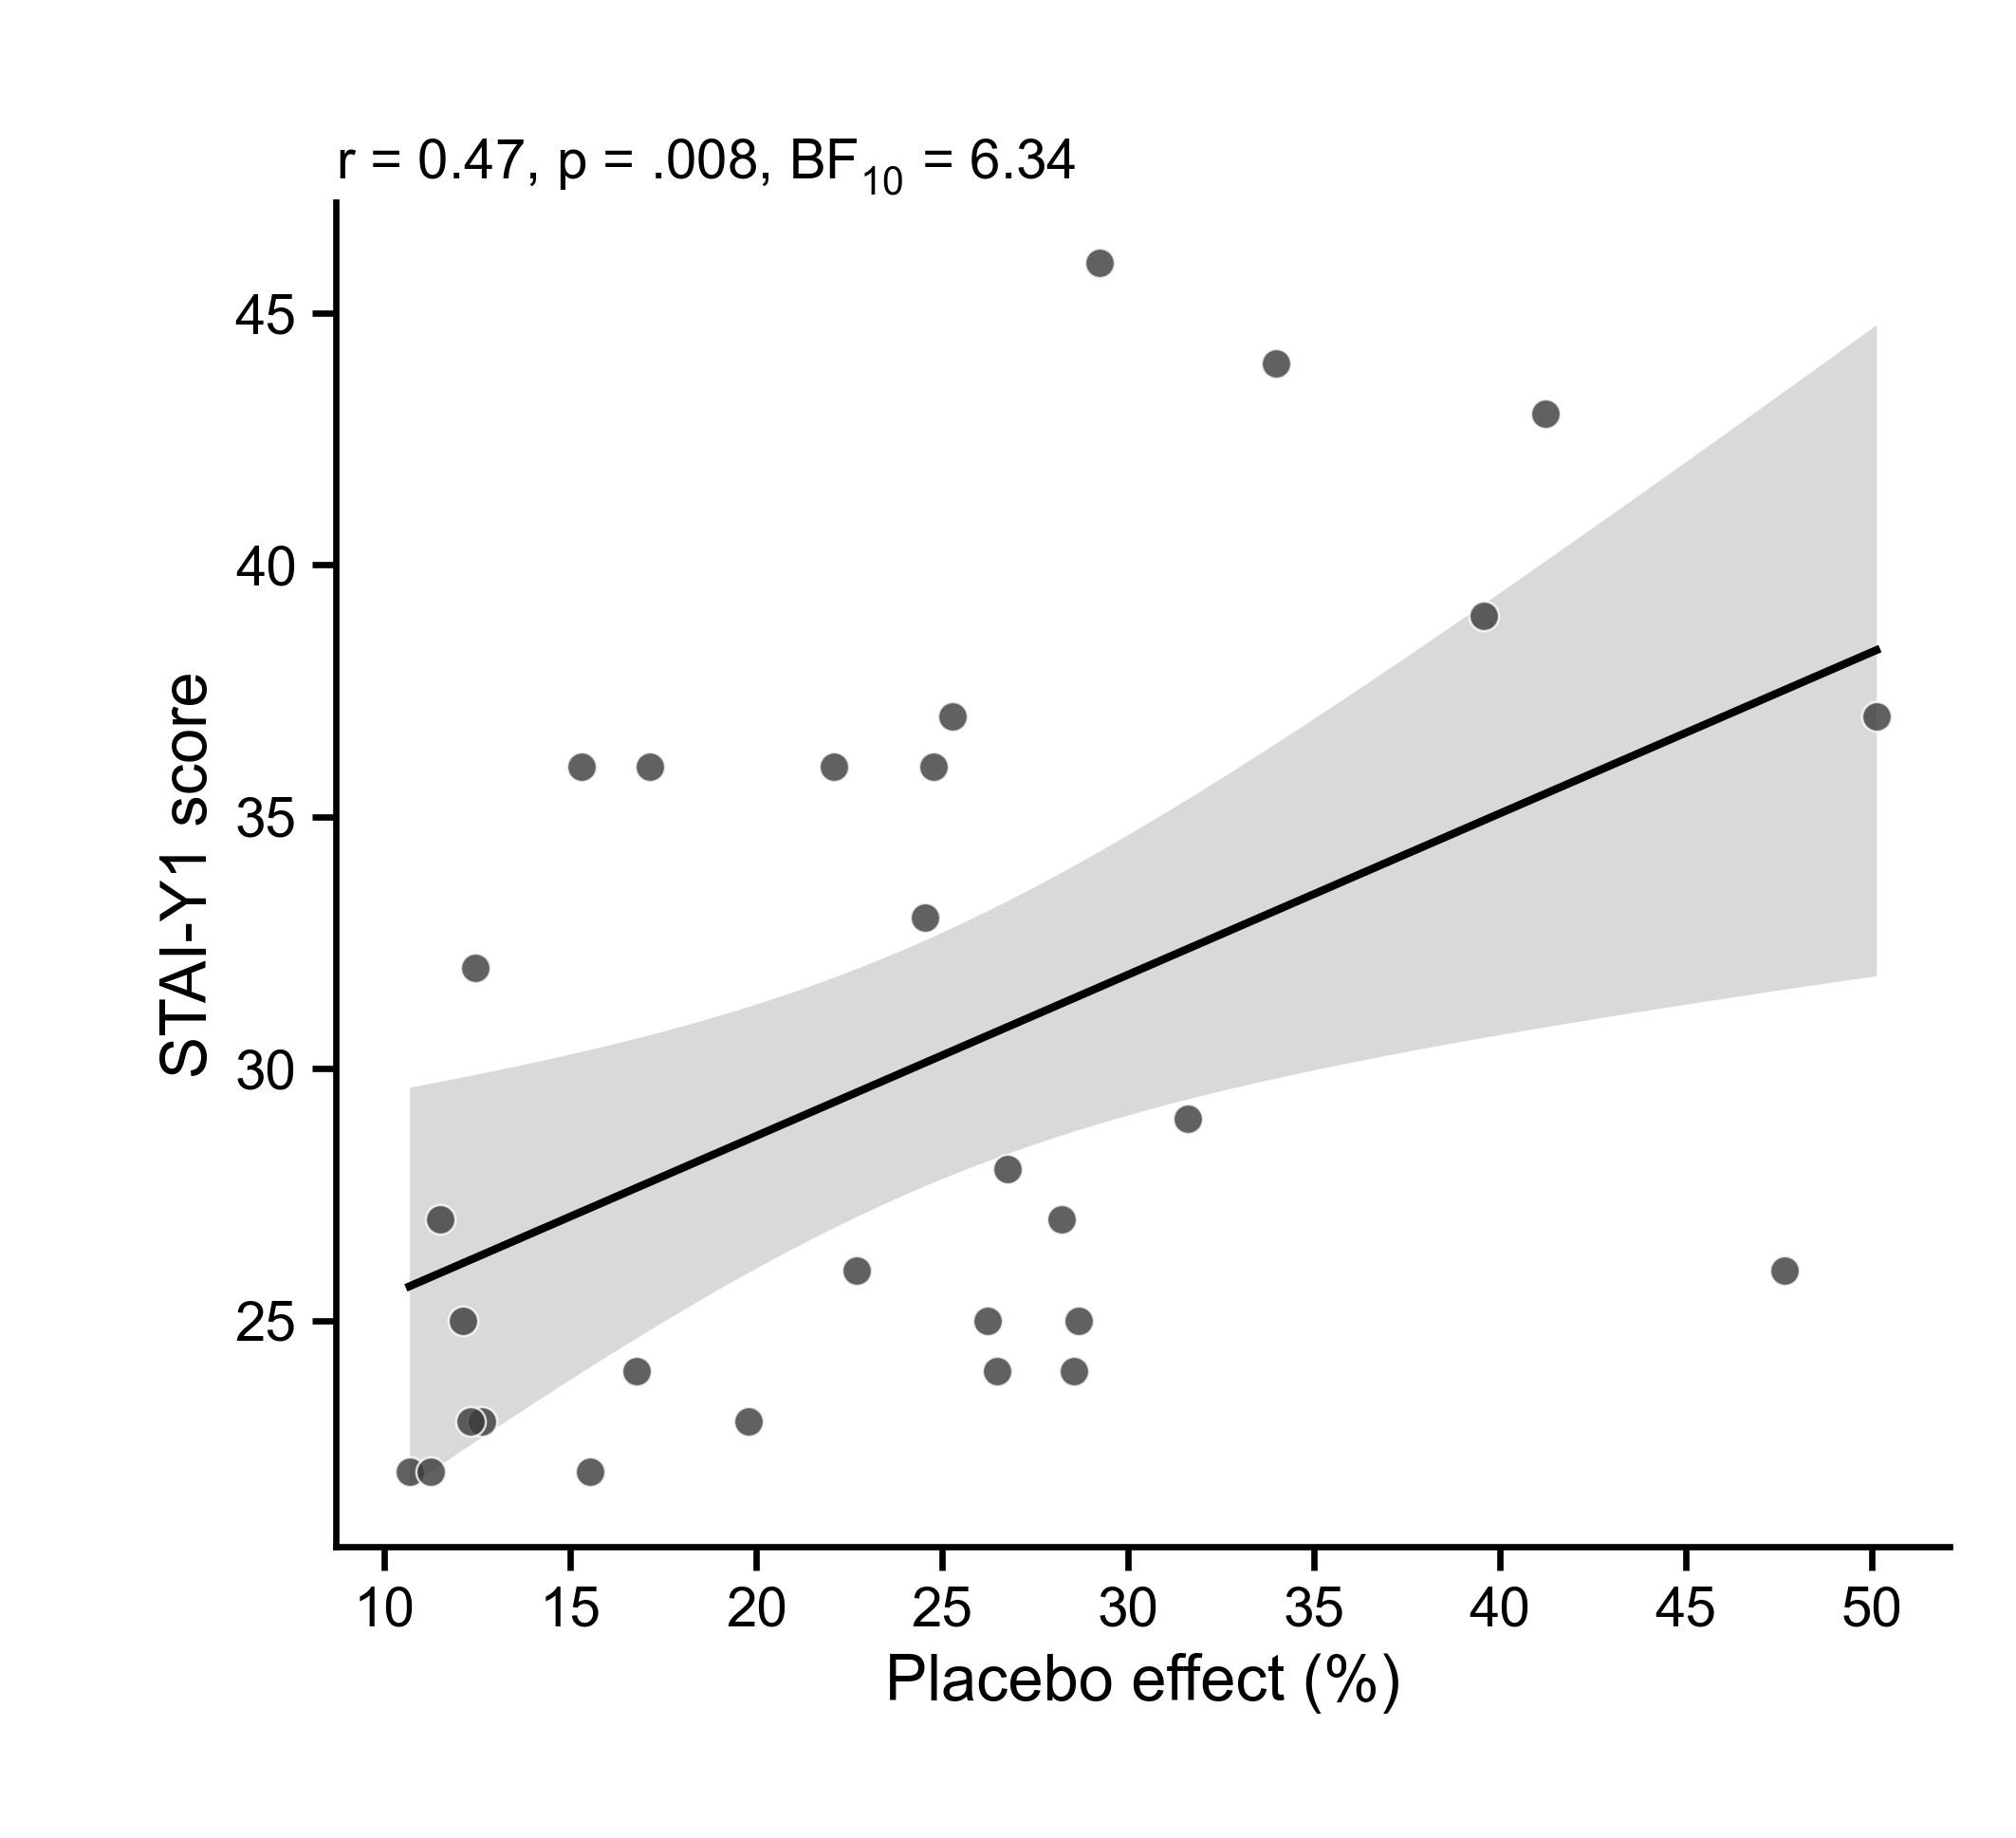 r = 0.47, p = .008, BF₁₀ = 6.34
45
40
35
30
25
STAI-Y1 score
10 15 20 25 30 35 40 45 50
Placebo effect (%)